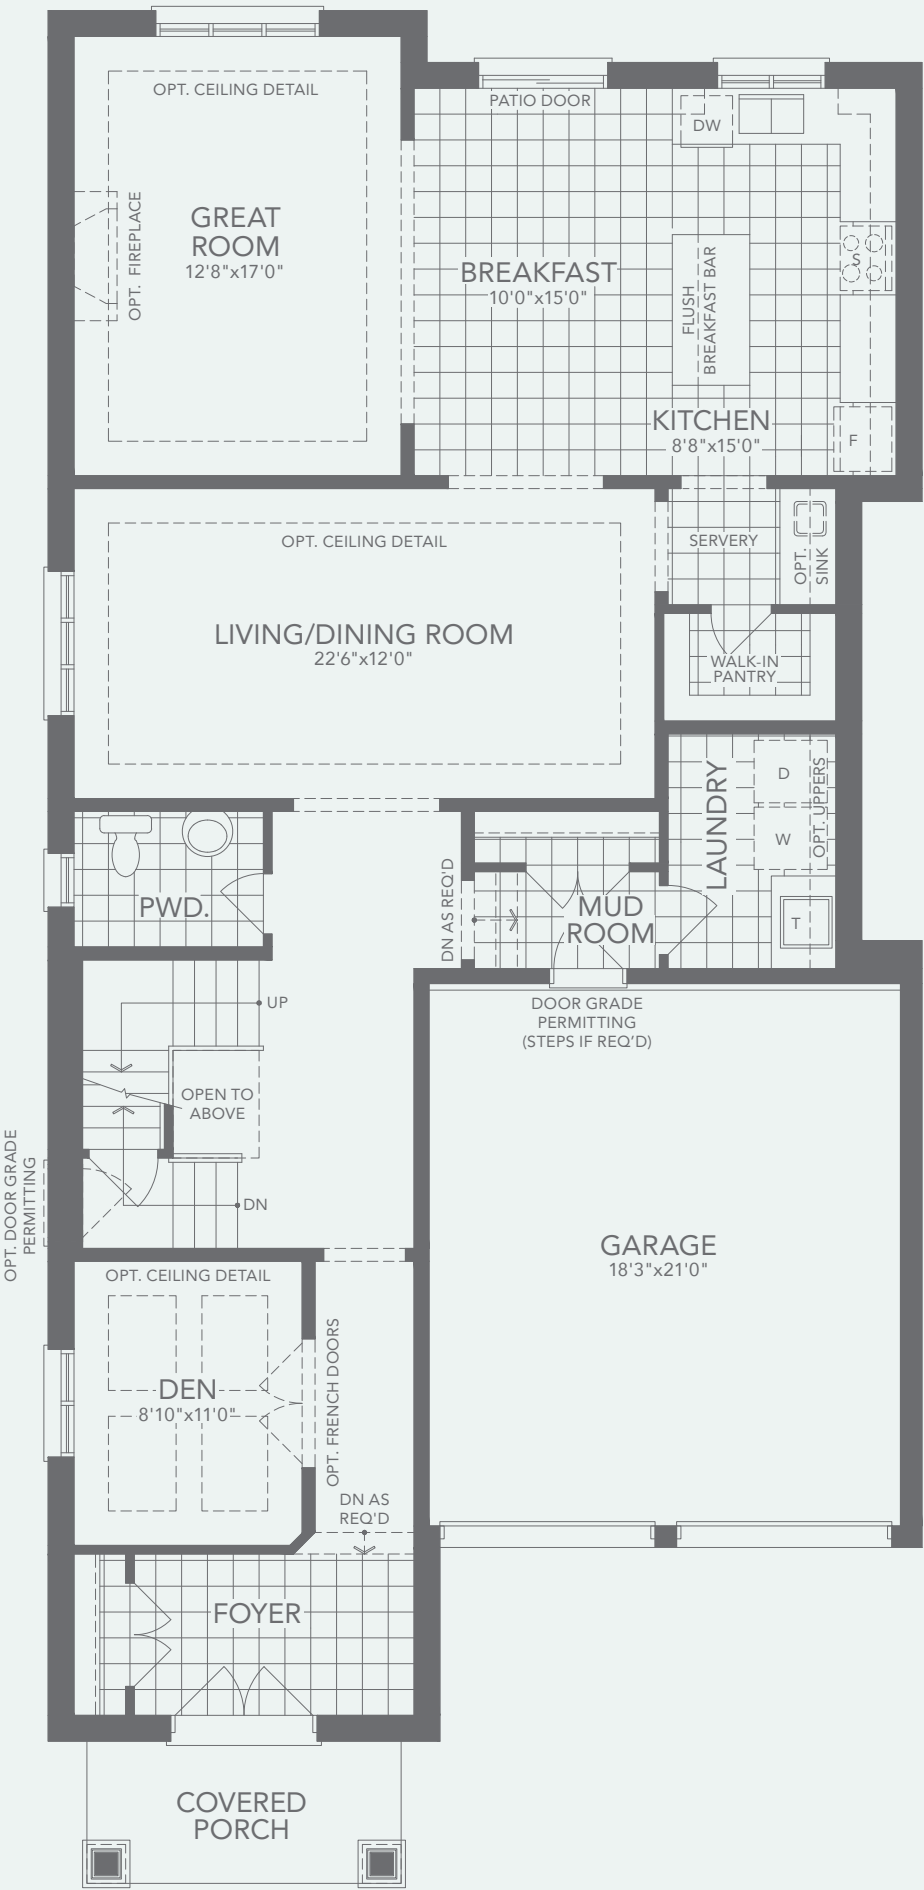 OPT. CEILING DETAIL
PATIO DOOR
DW
OPT. FIREPLACE
GREAT
ROOM
12'8"x17'0"
BREAKFAST
10'0"x15'0"
FLUSH
BREAKFAST BAR
S
KITCHEN
8'8"x15'0"
F
OPT. CEILING DETAIL
SERVERY
OPT.
SINK
LIVING/DINING ROOM
22'6"x12'0"
WALK-IN
PANTRY
LAUNDRY
D
W
OPT. UPPERS
T
PWD.
DN AS REQ'D
MUD
ROOM
UP
DOOR GRADE
PERMITTING
(STEPS IF REQ'D)
OPEN TO
ABOVE
OPT. DOOR GRADE
PERMITTING
DN
GARAGE
18'3"x21'0"
OPT. CEILING DETAIL
DEN
8'10"x11'0"
OPT. FRENCH DOORS
DN AS
REQ'D
FOYER
COVERED
PORCH